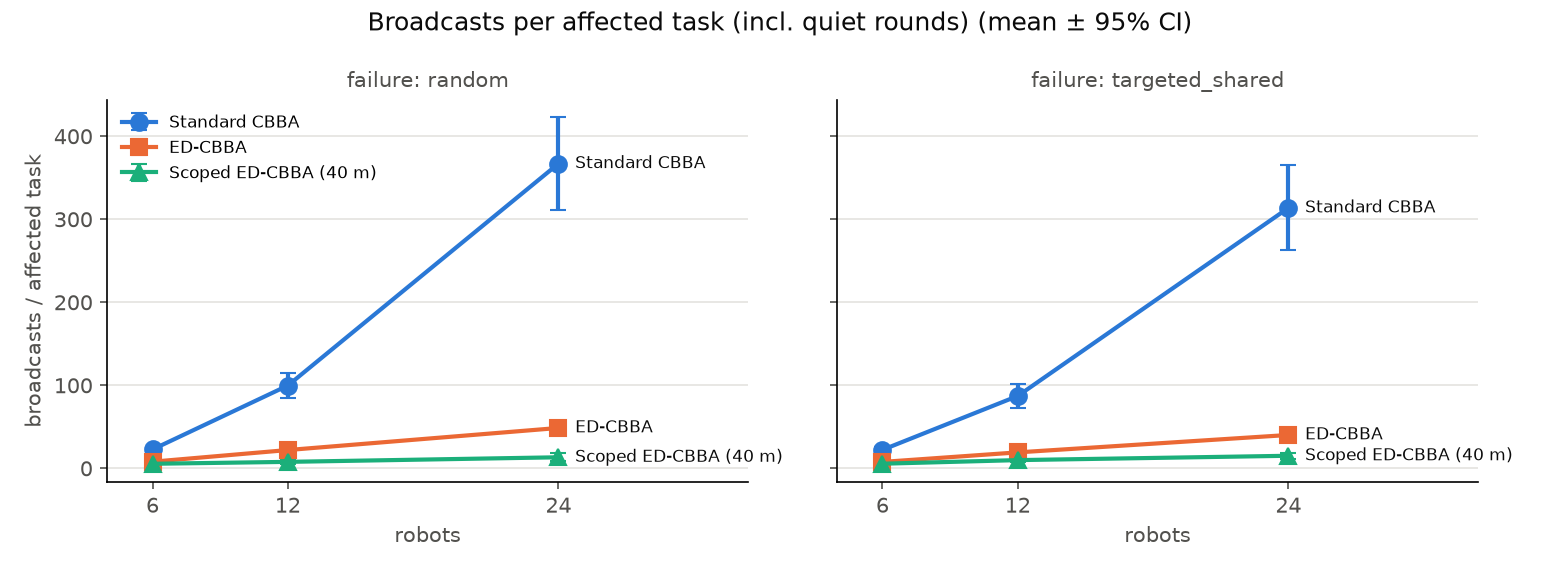 Broadcasts per affected task (incl. quiet rounds) (mean ± 95% CI)
failure: random
Standard CBBA
ED-CBBA
Scoped ED-CBBA (40 m)
broadcasts / affected task
400
300
200
100
0
Standard CBBA
ED-CBBA
Scoped ED-CBBA (40 m)
6
12
24
robots
failure: targeted_shared
Standard CBBA
ED-CBBA
Scoped ED-CBBA (40 m)
6
12
24
robots